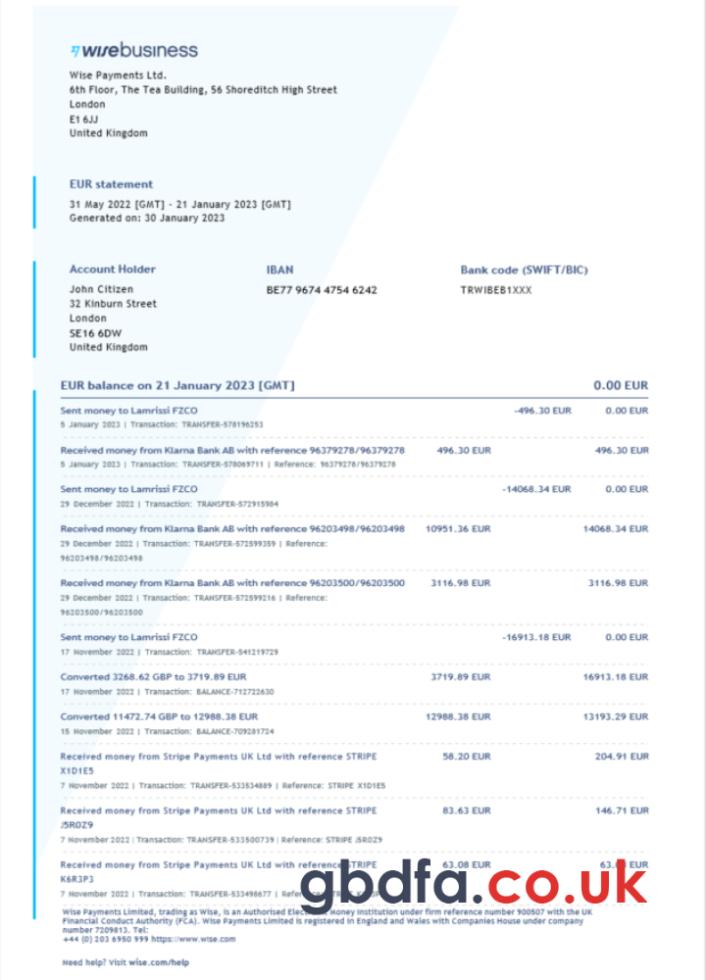 wisebusiness
Wise Payments Ltd.
6th Floor, The Tea Building, 56 Shoreditch High Street
London
E1 6JJ
United Kingdom
EUR statement
31 May 2022 [GMT] - 21 January 2023 [GMT]
Generated on: 30 January 2023
Account Holder IBAN Bank code (SWIFT/BIC)
John Citizen BE77 9674 4754 6242 TRWIBEB1XXX
32 Kinburn Street
London
SE16 6DW
United Kingdom
EUR balance on 21 January 2023 [GMT] 0.00 EUR
Sent money to Lamrissi FZCO -496.30 EUR 0.00 EUR
5 January 2023 | Transaction: TRANSFER-578196253
Received money from Klarna Bank AB with reference 96379278/96379278 496.30 EUR 496.30 EUR
5 January 2023 | Transaction: TRANSFER-578069711 | Reference: 96379278/96379278
Sent money to Lamrissi FZCO -14068.34 EUR 0.00 EUR
29 December 2022 | Transaction: TRANSFER-572915984
Received money from Klarna Bank AB with reference 96203498/96203498 10951.36 EUR 14068.34 EUR
29 December 2022 | Transaction: TRANSFER-572599359 | Reference:
96203498/96203498
Received money from Klarna Bank AB with reference 96203500/96203500 3116.98 EUR 3116.98 EUR
29 December 2022 | Transaction: TRANSFER-572599216 | Reference:
96203500/96203500
Sent money to Lamrissi FZCO -16913.18 EUR 0.00 EUR
17 November 2022 | Transaction: TRANSFER-541219729
Converted 3268.62 GBP to 3719.89 EUR 3719.89 EUR 16913.18 EUR
17 November 2022 | Transaction: BALANCE-712722630
Converted 11472.74 GBP to 12988.38 EUR 12988.38 EUR 13193.29 EUR
15 November 2022 | Transaction: BALANCE-709281724
Received money from Stripe Payments UK Ltd with reference STRIPE 58.20 EUR 204.91 EUR
X1D1E5
7 November 2022 | Transaction: TRANSFER-533534889 | Reference: STRIPE X1D1E5
Received money from Stripe Payments UK Ltd with reference STRIPE 83.63 EUR 146.71 EUR
J5R0Z9
7 November 2022 | Transaction: TRANSFER-533500739 | Reference: STRIPE J5R0Z9
Received money from Stripe Payments UK Ltd with reference STRIPE 63.08 EUR EUR
K6R3P3
7 November 2022 | Transaction: TRANSFER-533498677 |
gbdfa.co.uk
Wise Payments Limited, trading as Wise, is an Authorised Money Institution under firm reference number 900507 with the UK
Financial Conduct Authority (FCA). Wise Payments Limited is registered in England and Wales with Companies House under company
number 7209813. Tel:
+44 (0) 203 6950 999 https://www.wise.com
Need help? Visit wise.com/help